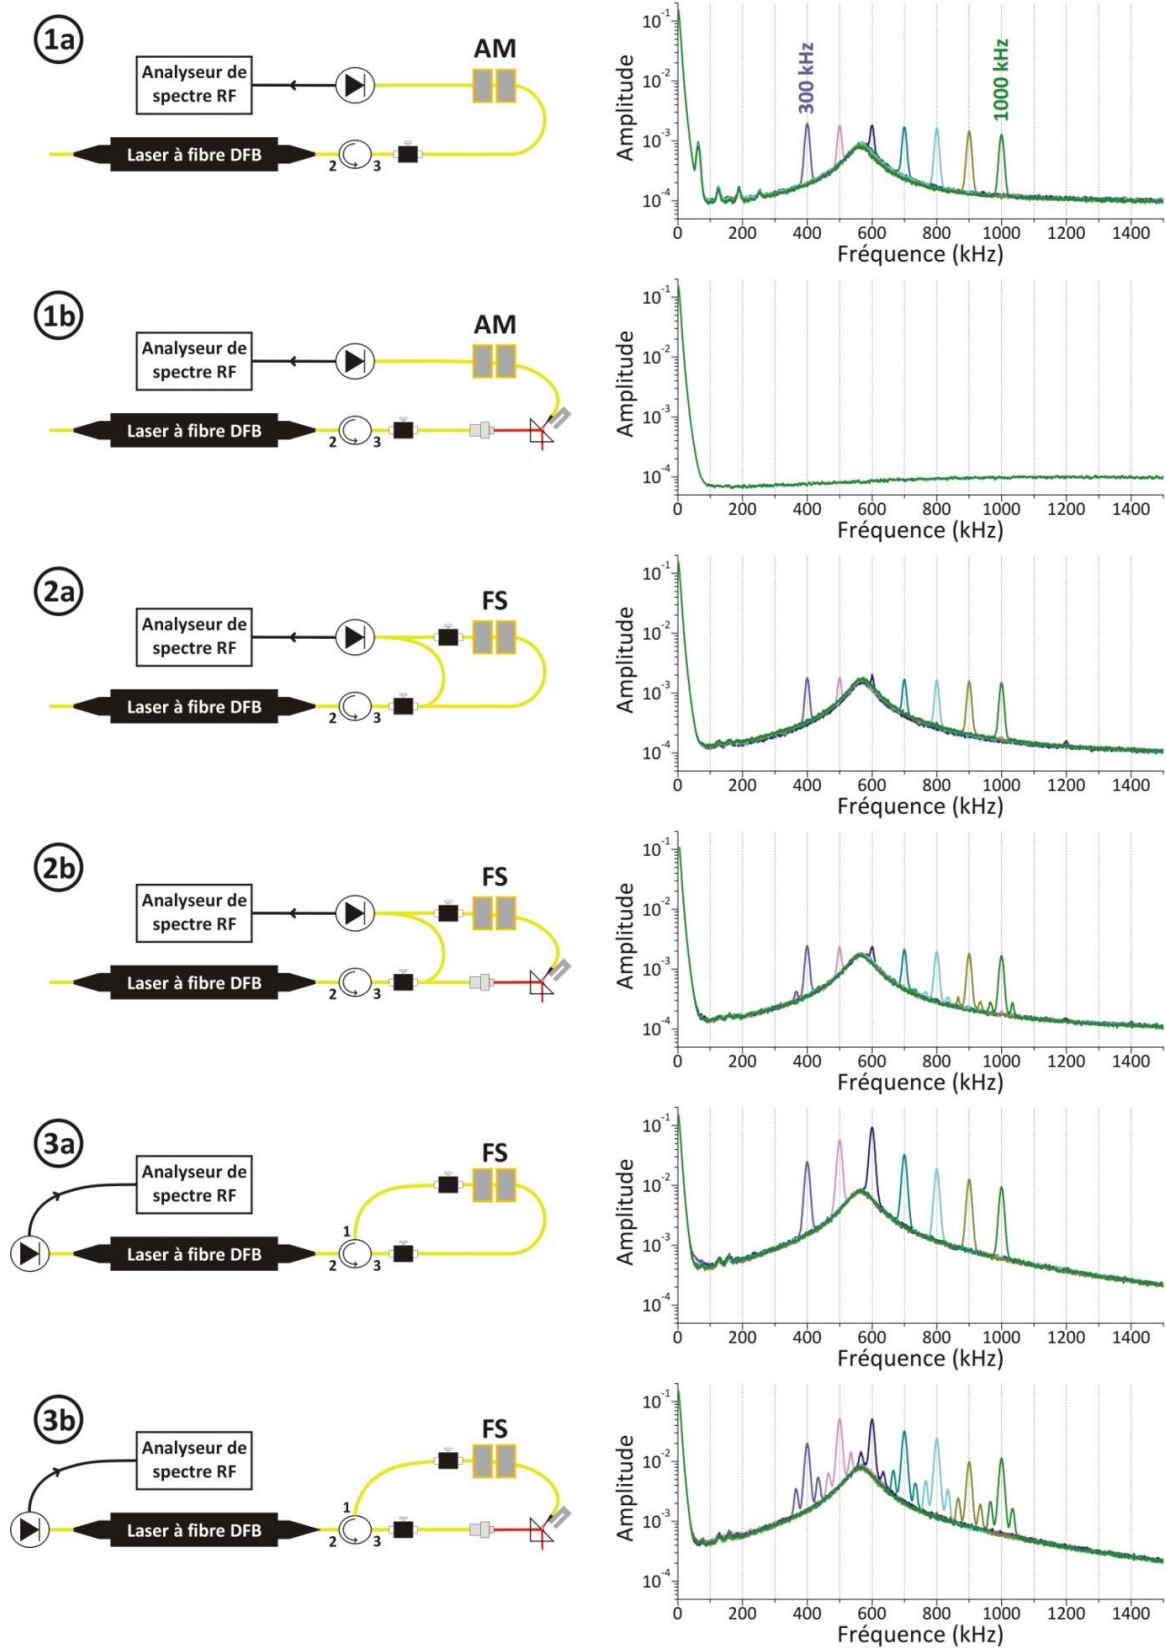 1a
AM
Analyseur de
spectre RF
Laser à fibre DFB
2 3
Amplitude
10-1
10-2
10-3
10-4
300 kHz
1000 kHz
0 200 400 600 800 1000 1200 1400
Fréquence (kHz)
1b
AM
Analyseur de
spectre RF
Laser à fibre DFB
2 3
Amplitude
10-1
10-2
10-3
10-4
0 200 400 600 800 1000 1200 1400
Fréquence (kHz)
2a
FS
Analyseur de
spectre RF
Laser à fibre DFB
2 3
Amplitude
10-1
10-2
10-3
10-4
0 200 400 600 800 1000 1200 1400
Fréquence (kHz)
2b
FS
Analyseur de
spectre RF
Laser à fibre DFB
2 3
Amplitude
10-1
10-2
10-3
10-4
0 200 400 600 800 1000 1200 1400
Fréquence (kHz)
3a
FS
Analyseur de
spectre RF
1
Laser à fibre DFB
2 3
Amplitude
10-1
10-2
10-3
10-4
0 200 400 600 800 1000 1200 1400
Fréquence (kHz)
3b
FS
Analyseur de
spectre RF
1
Laser à fibre DFB
2 3
Amplitude
10-1
10-2
10-3
10-4
0 200 400 600 800 1000 1200 1400
Fréquence (kHz)